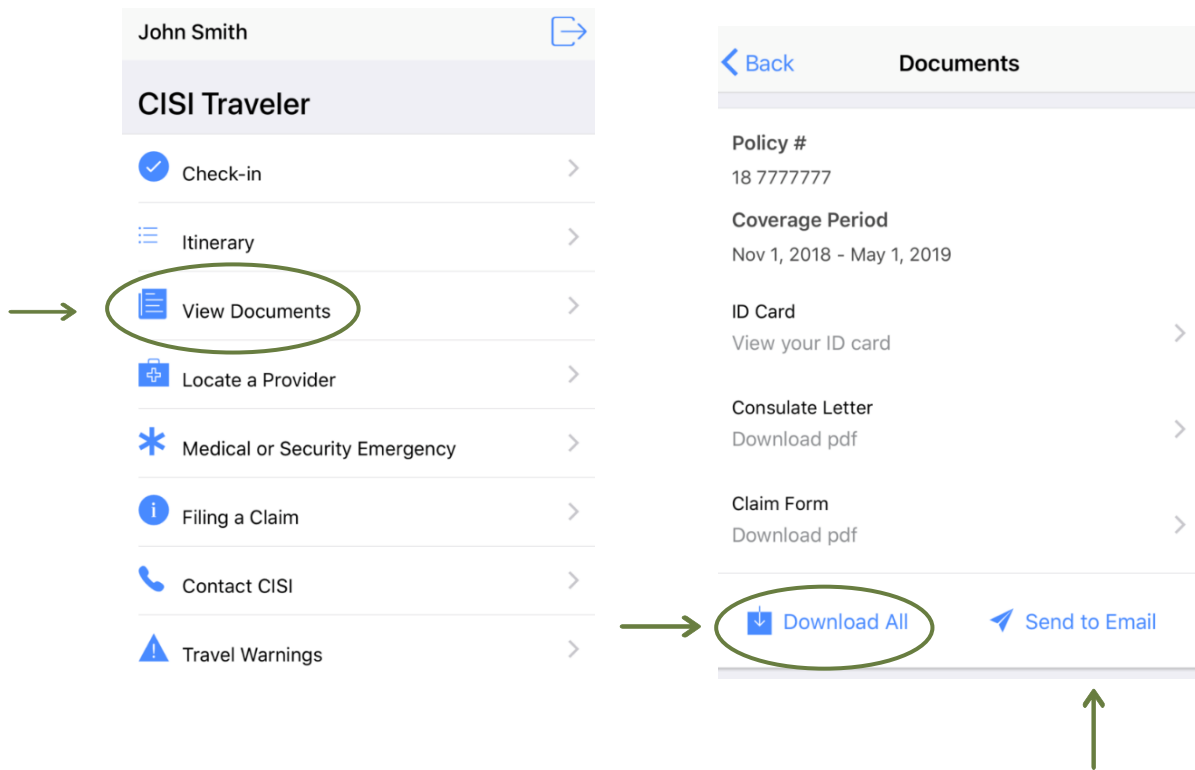 John Smith
CISI Traveler
Check-in
Itinerary
View Documents
Locate a Provider
Medical or Security Emergency
Filing a Claim
Contact CISI
Travel Warnings
Back
Documents
Policy #
18 7777777
Coverage Period
Nov 1, 2018 - May 1, 2019
ID Card
View your ID card
Consulate Letter
Download pdf
Claim Form
Download pdf
Download All
Send to Email